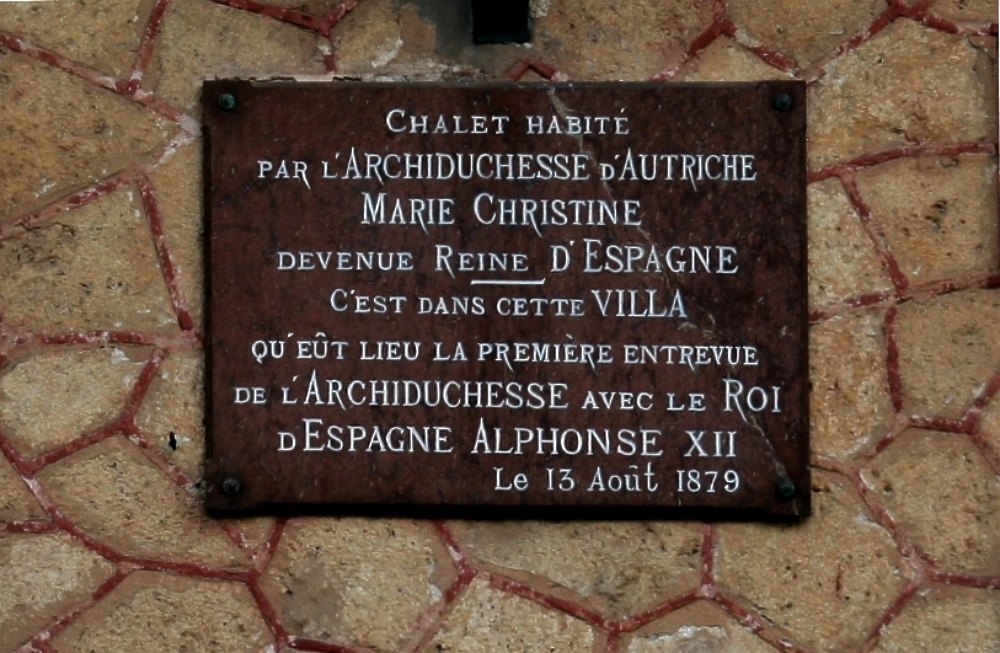 CHALET HABITÉ
PAR L'ARCHIDUCHESSE D'AUTRICHE
MARIE CHRISTINE
DEVENUE REINE D'ESPAGNE
C'EST DANS CETTE VILLA
QU'EÛT LIEU LA PREMIÈRE ENTREVUE
DE L'ARCHIDUCHESSE AVEC LE ROI
D'ESPAGNE ALPHONSE XII
Le 13 Août 1879